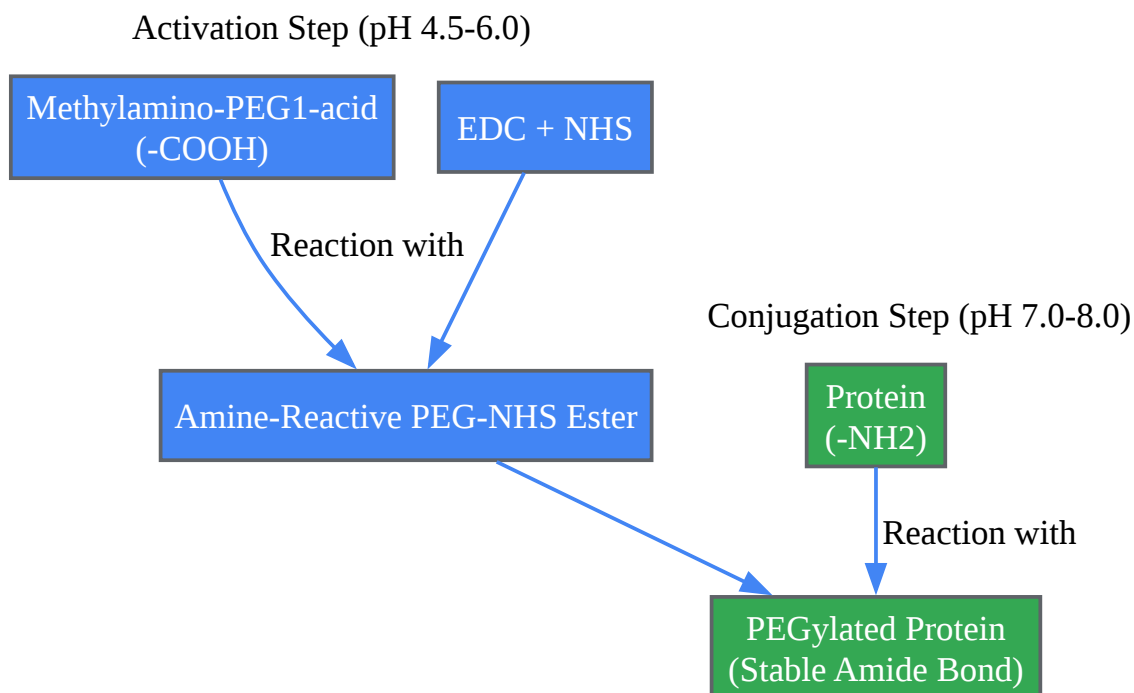 Activation Step (pH 4.5-6.0)
Methylamino-PEG1-acid
(-COOH)
EDC + NHS
Reaction with
Conjugation Step (pH 7.0-8.0)
Amine-Reactive PEG-NHS Ester
Protein
(-NH2)
Reaction with
PEGylated Protein
(Stable Amide Bond)